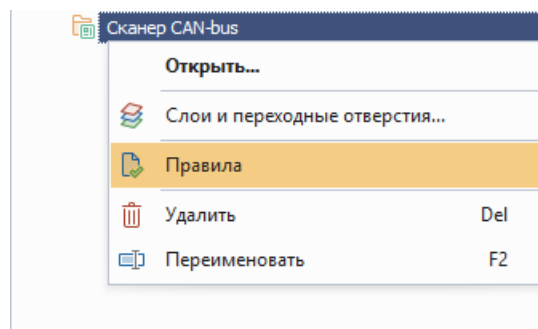 Сканер CAN-bus
Открыть...
Слои и переходные отверстия...
Правила
Удалить Del
Переименовать F2